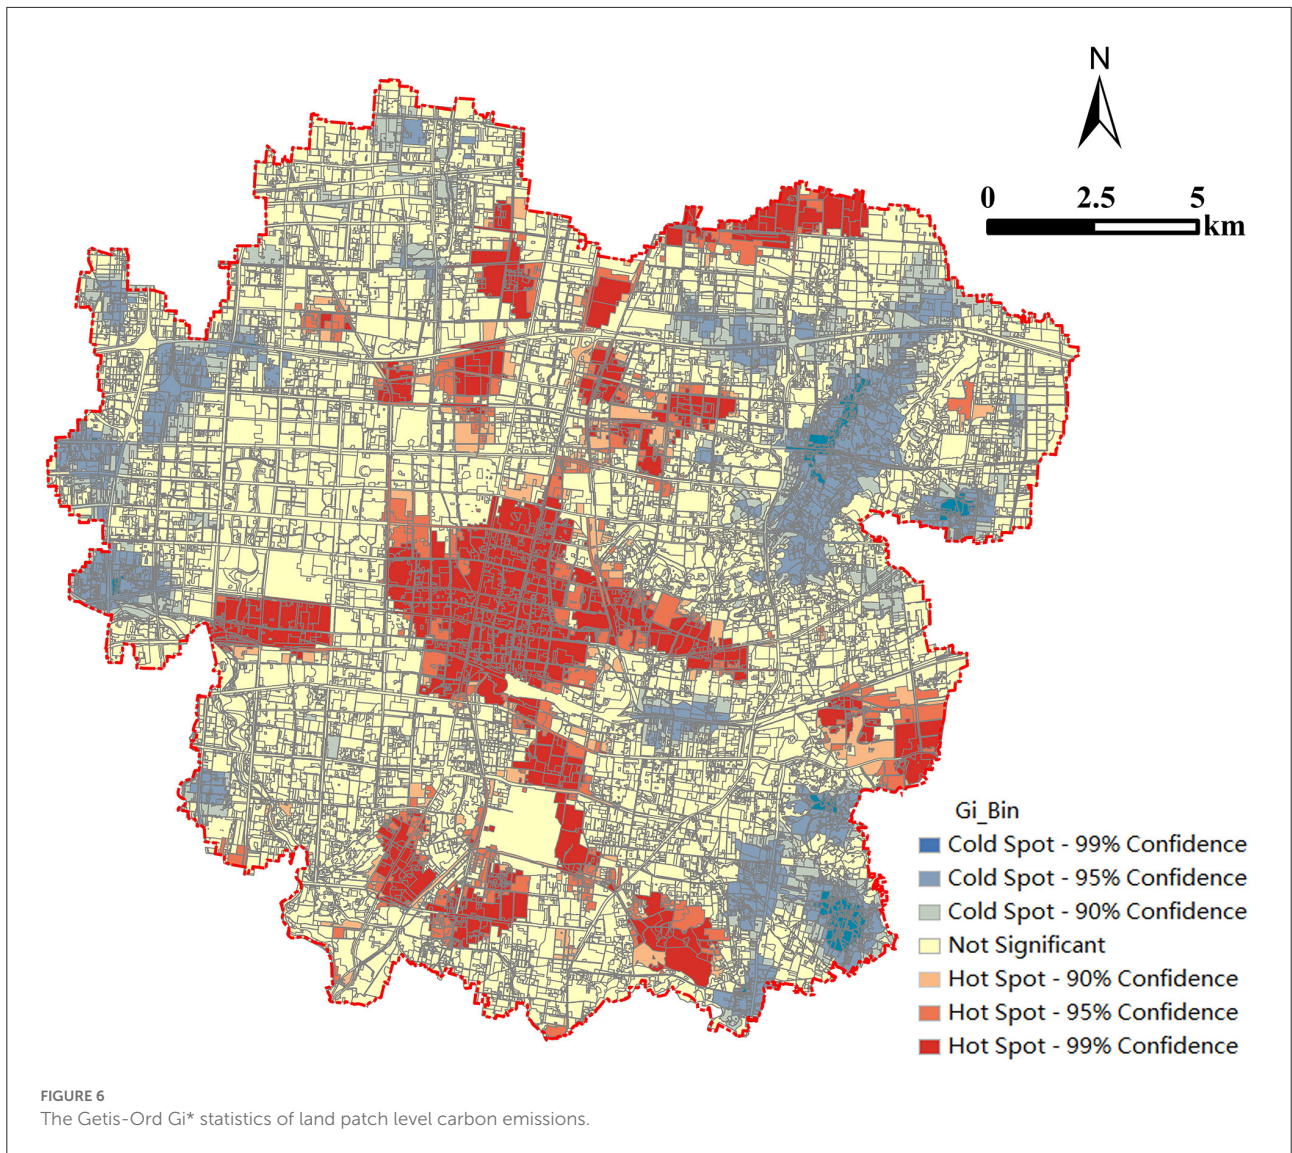 N
0 2.5 5
km
Gi_Bin
Cold Spot - 99% Confidence
Cold Spot - 95% Confidence
Cold Spot - 90% Confidence
Not Significant
Hot Spot - 90% Confidence
Hot Spot - 95% Confidence
Hot Spot - 99% Confidence
FIGURE 6
The Getis-Ord Gi* statistics of land patch level carbon emissions.